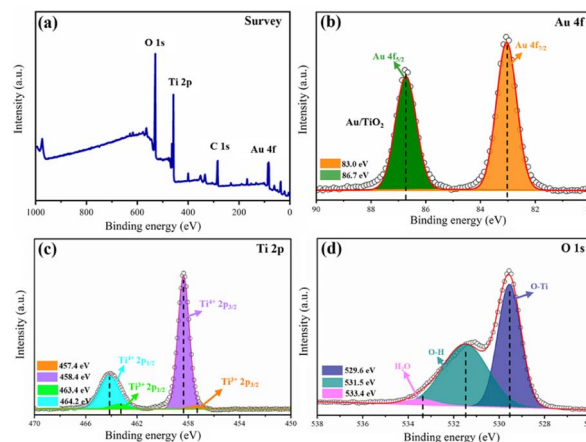 (a)
Survey
O 1s
Ti 2p
C 1s
Au 4f
Intensity (a.u.)
1000 800 600 400 200 0
Binding energy (eV)
(b)
Au 4f
Au 4f5/2
Au 4f7/2
Au/TiO2
83.0 eV
86.7 eV
Intensity (a.u.)
90 88 86 84 82
Binding energy (eV)
(c)
Ti 2p
Ti4+ 2p3/2
Ti4+ 2p1/2
Ti3+ 2p1/2
Ti3+ 2p3/2
457.4 eV
458.4 eV
463.4 eV
464.2 eV
Intensity (a.u.)
470 465 460 455 450
Binding energy (eV)
(d)
O 1s
O-Ti
O-H
H2O
529.6 eV
531.5 eV
533.4 eV
Intensity (a.u.)
538 536 534 532 530 528 526
Binding energy (eV)